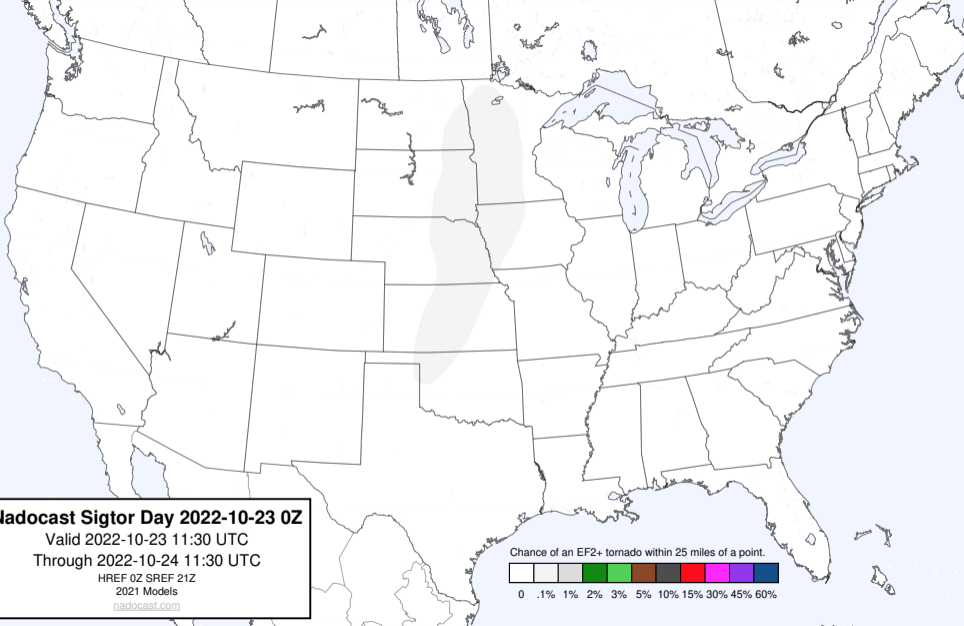 Nadocast Sigtor Day 2022-10-23 0Z
Valid 2022-10-23 11:30 UTC
Through 2022-10-24 11:30 UTC
HREF 0Z SREF 21Z
2021 Models
nadocast.com
Chance of an EF2+ tornado within 25 miles of a point.
0 .1% 1% 2% 3% 5% 10% 15% 30% 45% 60%